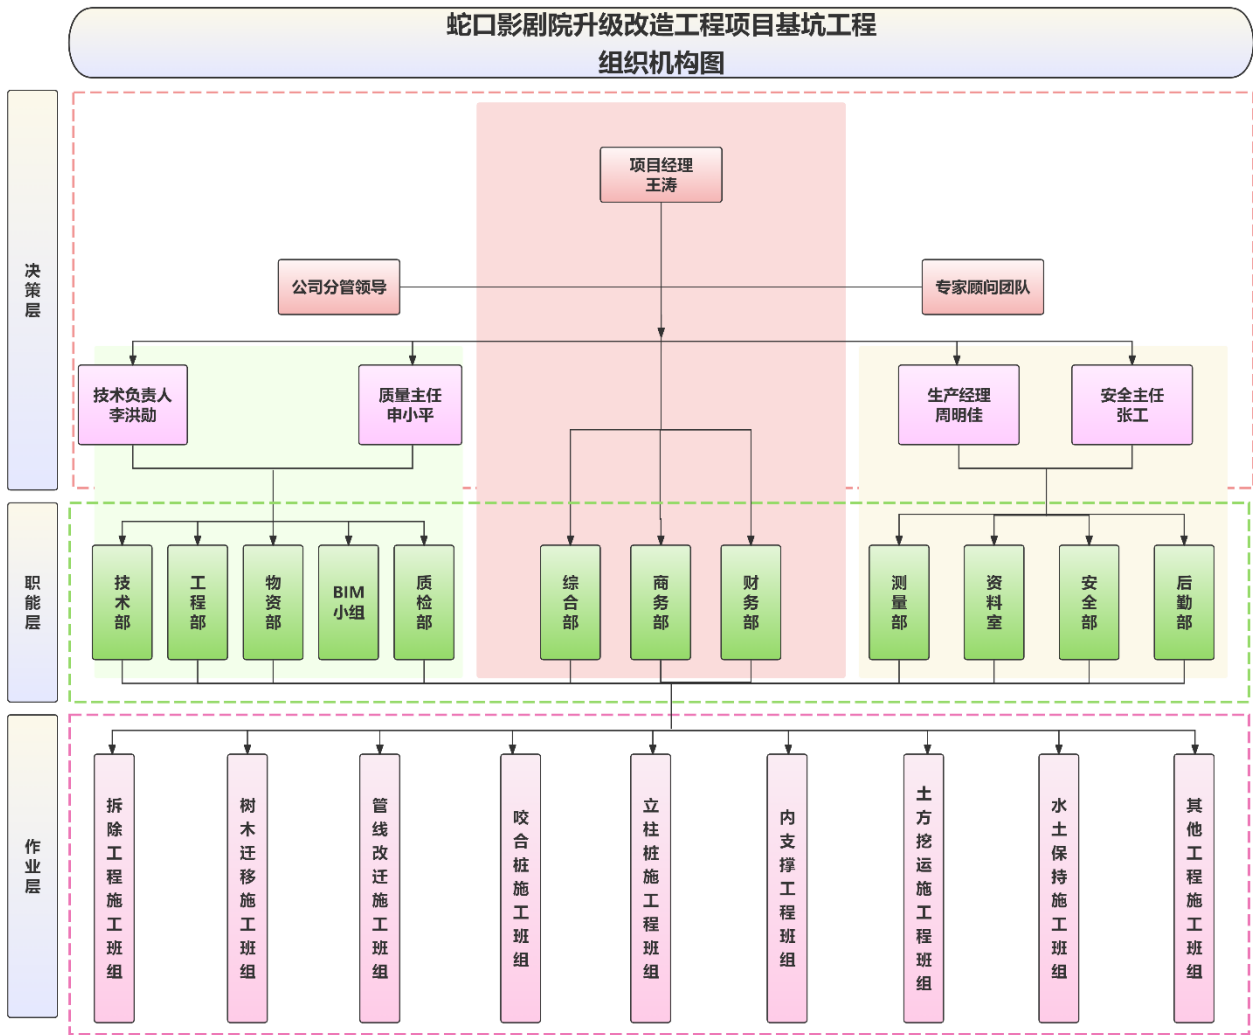 蛇口影剧院升级改造工程项目基坑工程
组织机构图
决策层
项目经理
王涛
公司分管领导
专家顾问团队
技术负责人
李洪勋
质量主任
申小平
生产经理
周明佳
安全主任
张工
职能层
技术部
工程部
物资部
BIM
小组
质检部
综合部
商务部
财务部
测量部
资料室
安全部
后勤部
作业层
拆除工程施工班组
树木迁移施工班组
管线改迁施工班组
咬合桩施工班组
立柱桩施工程班组
内支撑工程班组
土方挖运施工程班组
水土保持施工班组
其他工程施工班组